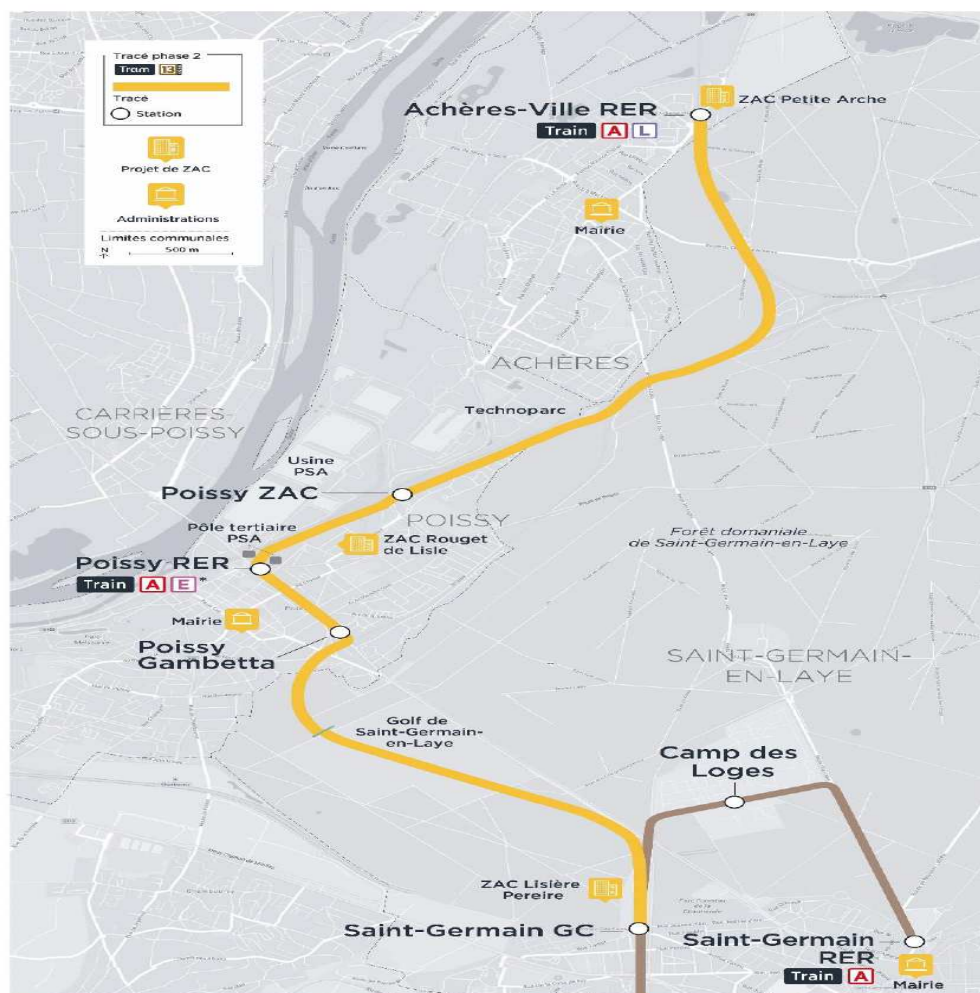 Tracé phase 2
Tram 13
Tracé
Station
Projet de ZAC
Administrations
Limites communales
N
500 m
Achères-Ville RER
Train A L
ZAC Petite Arche
Mairie
ACHÈRES
Technoparc
CARRIÈRES-
SOUS-POISSY
Usine
PSA
Poissy ZAC
POISSY
Pôle tertiaire
PSA
ZAC Rouget
de Lisle
Forêt domaniale
de Saint-Germain-en-Laye
Poissy RER
Train A E *
Mairie
Poissy
Gambetta
SAINT-GERMAIN-
EN-LAYE
Golf de
Saint-Germain-
en-Laye
Camp des
Loges
ZAC Lisière
Pereire
Saint-Germain GC
Saint-Germain
RER
Train A
Mairie